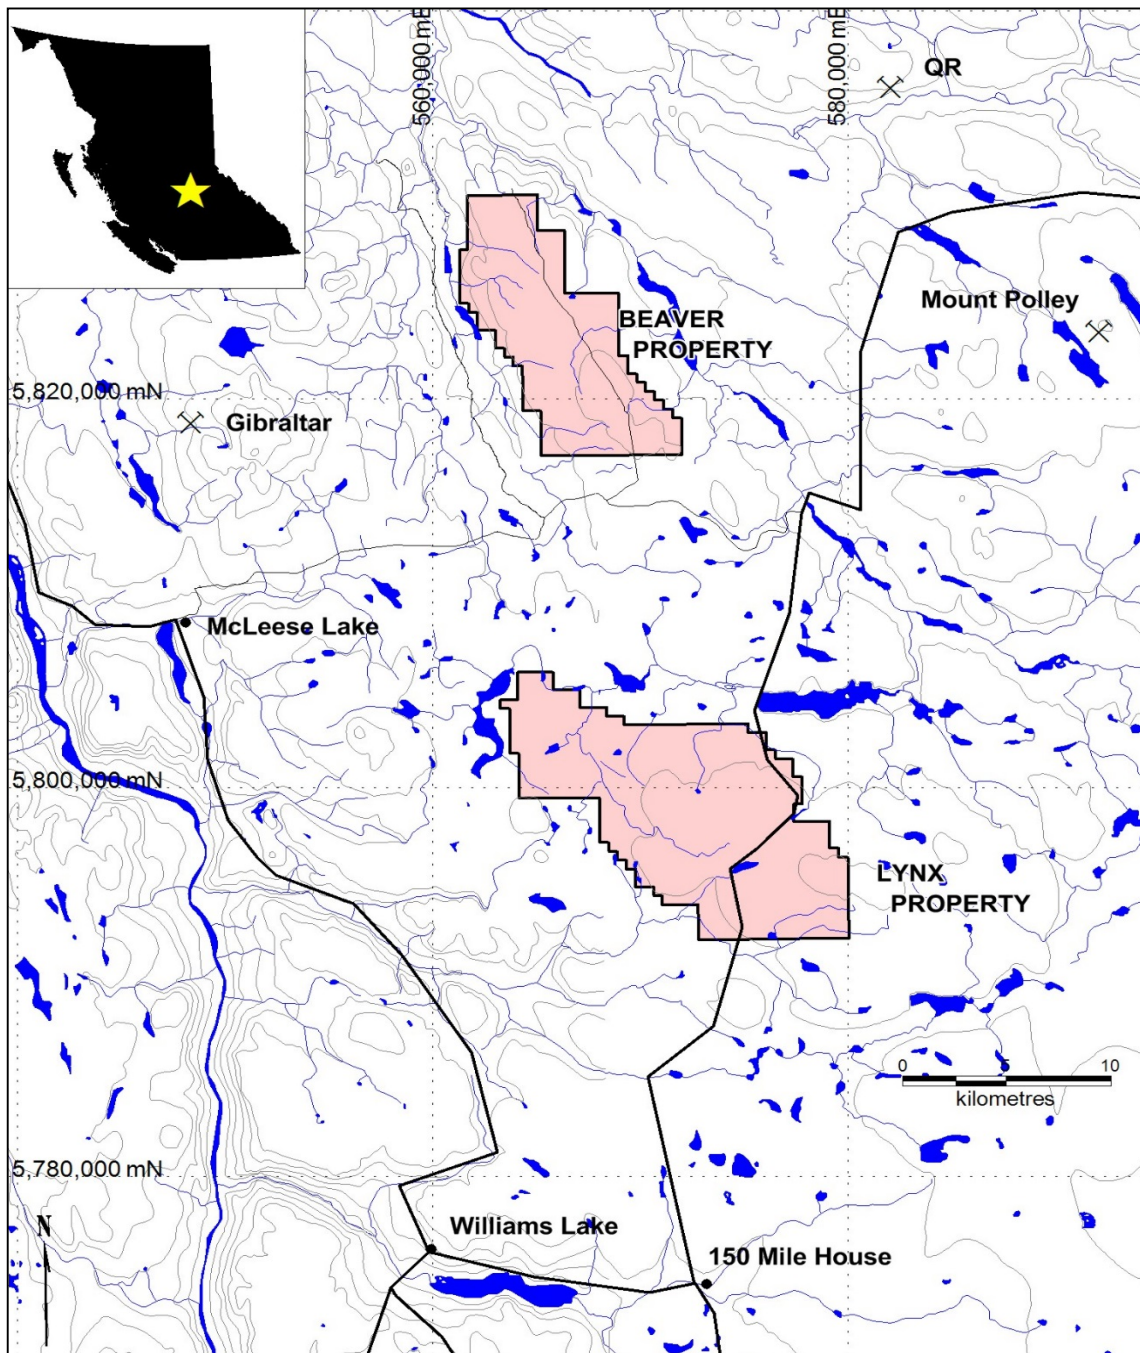 560,000 mE
580,000 mE
QR
Mount Polley
BEAVER
PROPERTY
5,820,000 mN
Gibraltar
McLeese Lake
5,800,000 mN
LYNX
PROPERTY
0 5 10
kilometres
5,780,000 mN
N
Williams Lake
150 Mile House